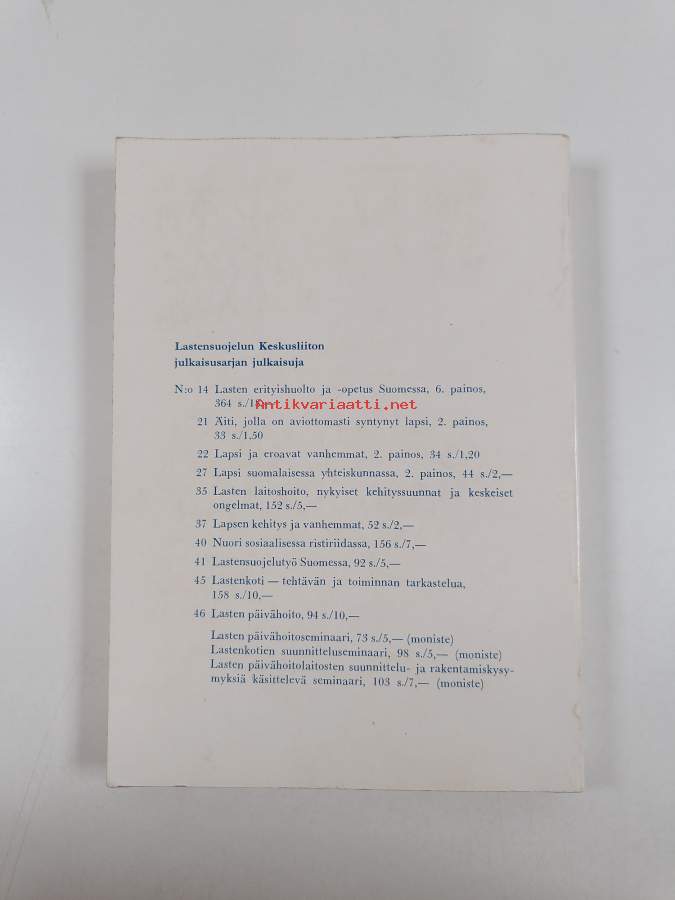 Lastensuojelun Keskusliiton
julkaisusarjan julkaisuja
N:o 14 Lasten erityishuolto ja -opetus Suomessa, 6. painos,
364 s./
Antikvariaatti.net
21 Äiti, jolla on aviottomasti syntynyt lapsi, 2. painos,
33 s./1,50
22 Lapsi ja eroavat vanhemmat, 2. painos, 34 s./1,20
27 Lapsi suomalaisessa yhteiskunnassa, 2. painos, 44 s./2,—
35 Lasten laitoshoito, nykyiset kehityssuunnat ja keskeiset
ongelmat, 152 s./5,—
37 Lapsen kehitys ja vanhemmat, 52 s./2,—
40 Nuori sosiaalisessa ristiriidassa, 156 s./7,—
41 Lastensuojelutyö Suomessa, 92 s./5,—
45 Lastenkoti — tehtävän ja toiminnan tarkastelua,
158 s./10,—
46 Lasten päivähoito, 94 s./10,—
Lasten päivähoitoseminaari, 73 s./5,— (moniste)
Lastenkotien suunnitteluseminaari, 98 s./5,— (moniste)
Lasten päivähoitolaitosten suunnittelu- ja rakentamiskysy-
myksiä käsittelevä seminaari, 103 s./7,— (moniste)